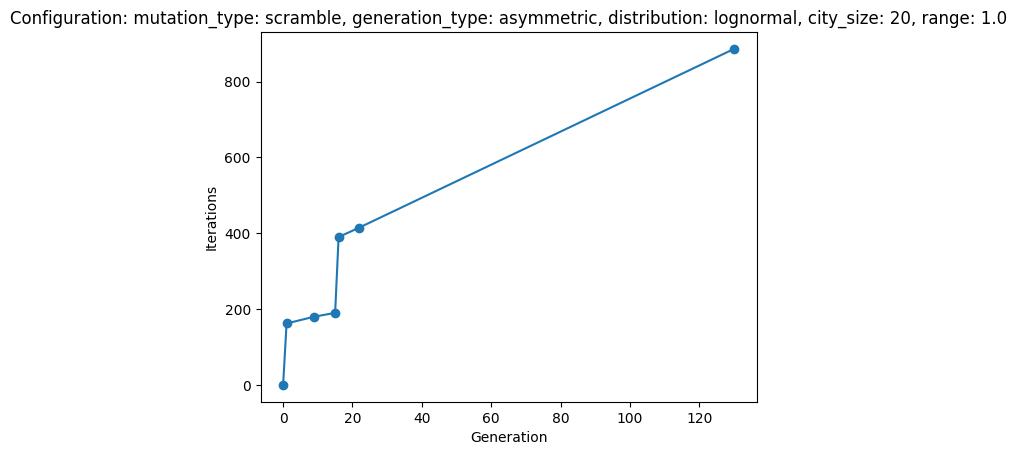 Configuration: mutation_type: scramble, generation_type: asymmetric, distribution: lognormal, city_size: 20, range: 1.0
800
600
400
200
0
Iterations
0 20 40 60 80 100 120
Generation